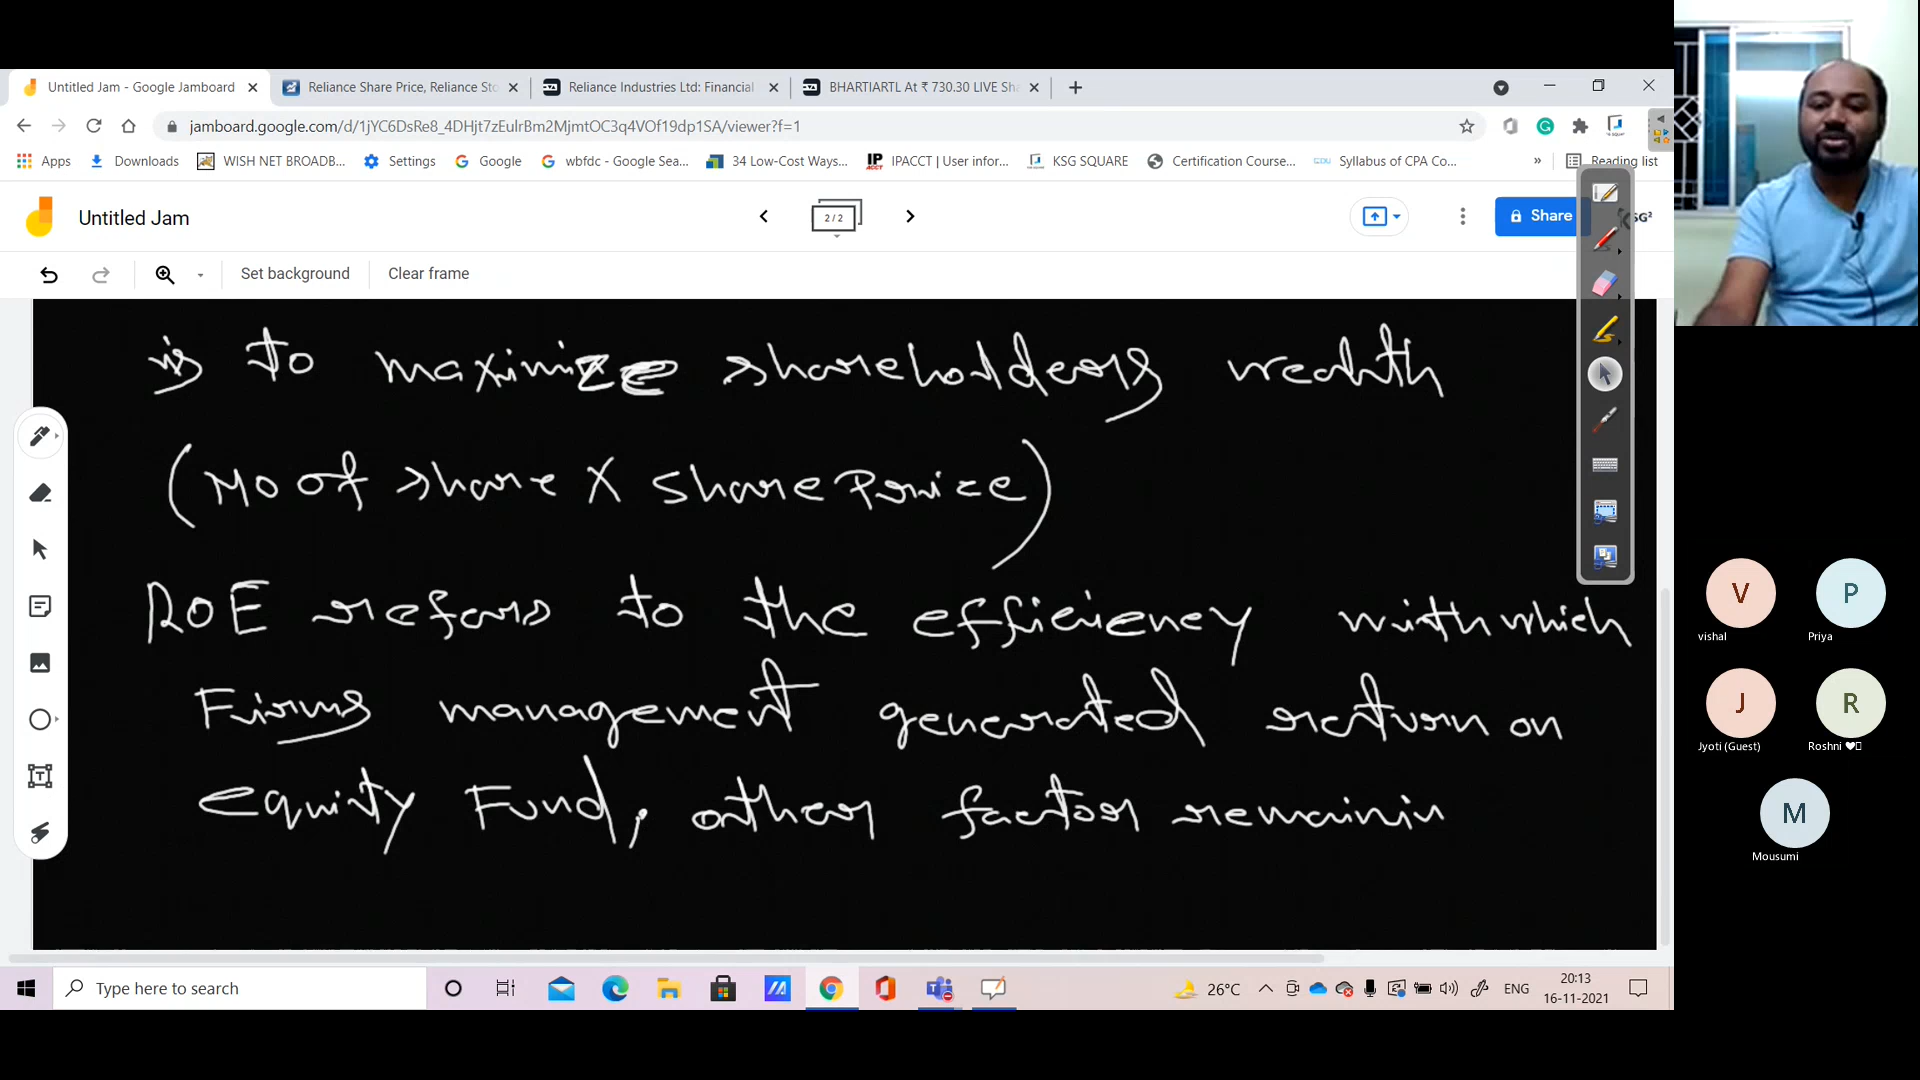 Untitled Jam - Google Jamboard
Reliance Share Price, Reliance Sto
Reliance Industries Ltd: Financial
BHARTIARTL At ₹ 730.30 LIVE Sh
jamboard.google.com/d/1jYC6DsRe8_4DHjt7zEulrBm2MjmtOC3q4VOf19dp1SA/viewer?f=1
Apps Downloads WISH NET BROADB... Settings Google wbfdc - Google Sea... 34 Low-Cost Ways... IPACCT | User infor... KSG SQUARE Certification Course... Syllabus of CPA Co... » Reading list
Untitled Jam
2 / 2
Share
SG²
Set background Clear frame
is to maximize shareholders wealth
(No of share X share Price)
ROE refers to the efficiency with which
Firms management generated return on
equity Fund, other factor remainin
V P
vishal Priya
J R
Jyoti (Guest) Roshni ❤
M
Mousumi
Type here to search
26°C
ENG
20:13
16-11-2021